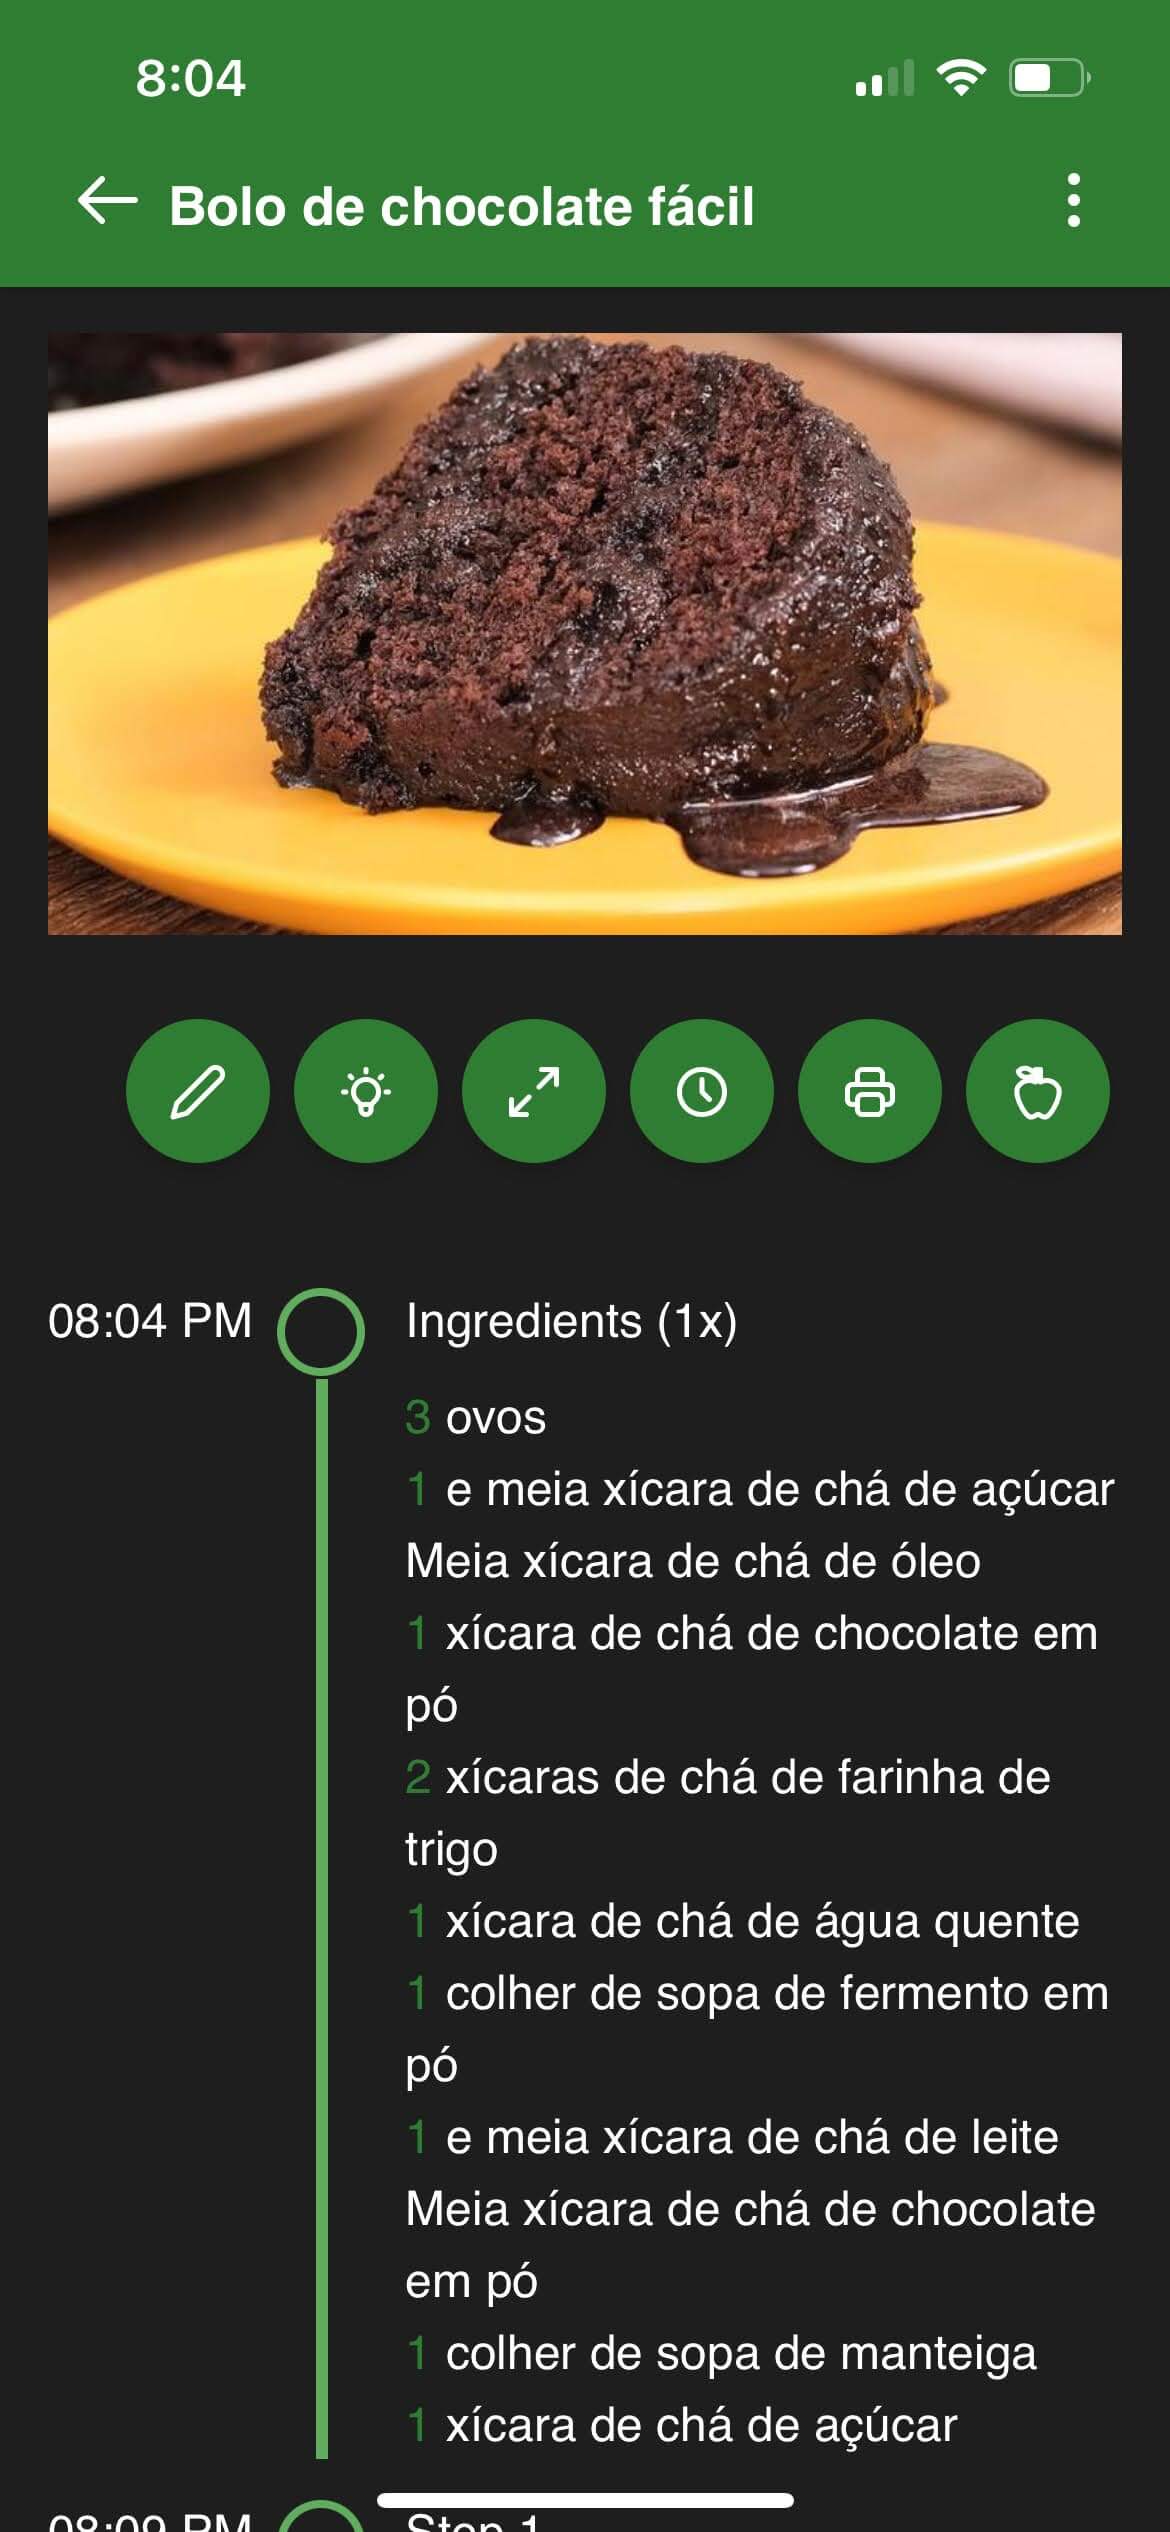 8:04
Bolo de chocolate fácil
08:04 PM
Ingredients (1x)
3 ovos
1 e meia xícara de chá de açúcar
Meia xícara de chá de óleo
1 xícara de chá de chocolate em
pó
2 xícaras de chá de farinha de
trigo
1 xícara de chá de água quente
1 colher de sopa de fermento em
pó
1 e meia xícara de chá de leite
Meia xícara de chá de chocolate
em pó
1 colher de sopa de manteiga
1 xícara de chá de açúcar
08:09 PM
Step 1